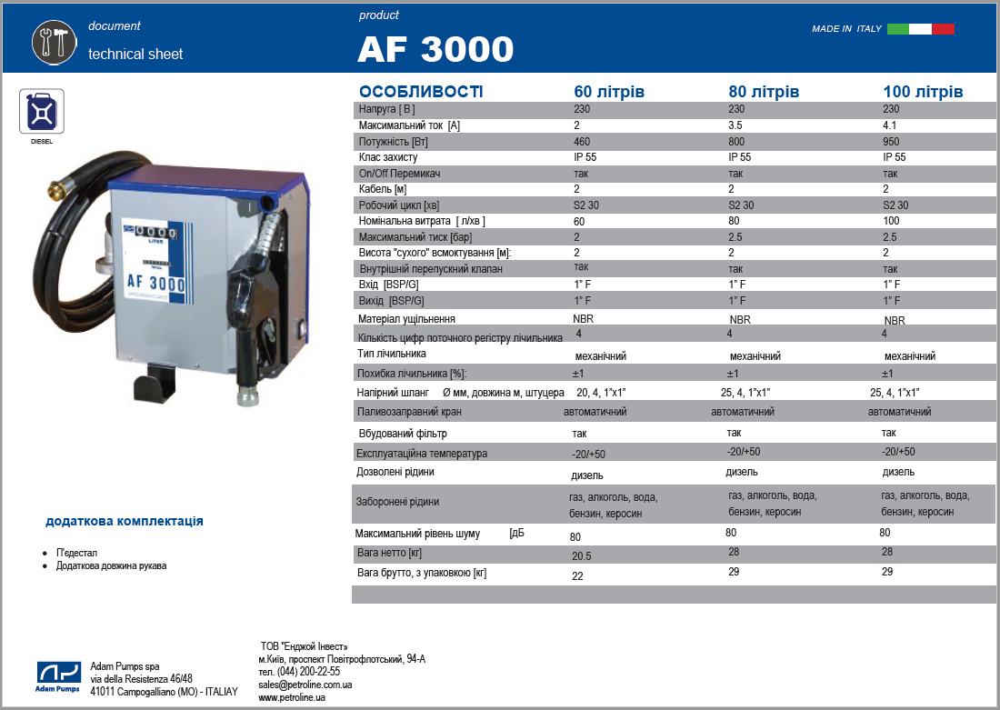 document
technical sheet
product
AF 3000
MADE IN ITALY
DIESEL
ОСОБЛИВОСТІ 60 літрів 80 літрів 100 літрів
Напруга [ В ] 230 230 230
Максимальний ток [А] 2 3.5 4.1
Потужність [Вт] 460 800 950
Клас захисту IP 55 IP 55 IP 55
On/Off Перемикач так так так
Кабель [м] 2 2 2
Робочий цикл [хв] S2 30 S2 30 S2 30
Номінальна витрата [ л/хв ] 60 80 100
Максимальний тиск [бар] 2 2.5 2.5
Висота "сухого" всмоктування [м]: 2 2 2
Внутрішній перепускний клапан так так так
Вхід [BSP/G] 1” F 1” F 1” F
Вихід [BSP/G] 1” F 1” F 1” F
Матеріал ущільнення NBR NBR NBR
Кількість цифр поточного регістру лічильника 4 4 4
Тип лічильника механічний механічний механічний
Похибка лічильника [%]: ±1 ±1 ±1
Напірний шланг Ø мм, довжина м, штуцера 20, 4, 1”x1” 25, 4, 1”x1” 25, 4, 1”x1”
Паливозаправний кран автоматичний автоматичний автоматичний
Вбудований фільтр так так так
Експлуатаційна температура -20/+50 -20/+50 -20/+50
Дозволені рідини дизель дизель дизель
Заборонені рідини газ, алкоголь, вода, газ, алкоголь, вода, газ, алкоголь, вода,
бензин, керосин бензин, керосин бензин, керосин
Максимальний рівень шуму [дБ 80 80 80
Вага нетто [кг] 20.5 28 28
Вага брутто, з упаковкою [кг] 22 29 29
LITER
AF 3000
додаткова комплектація
• П'єдестал
• Додаткова довжина рукава
Adam Pumps
Adam Pumps spa
via della Resistenza 46/48
41011 Campogalliano (MO) - ITALIAY
ТОВ "Енджой Інвест»
м.Київ, проспект Повітрофлотський, 94-А
тел. (044) 200-22-55
sales@petroline.com.ua
www.petroline.ua